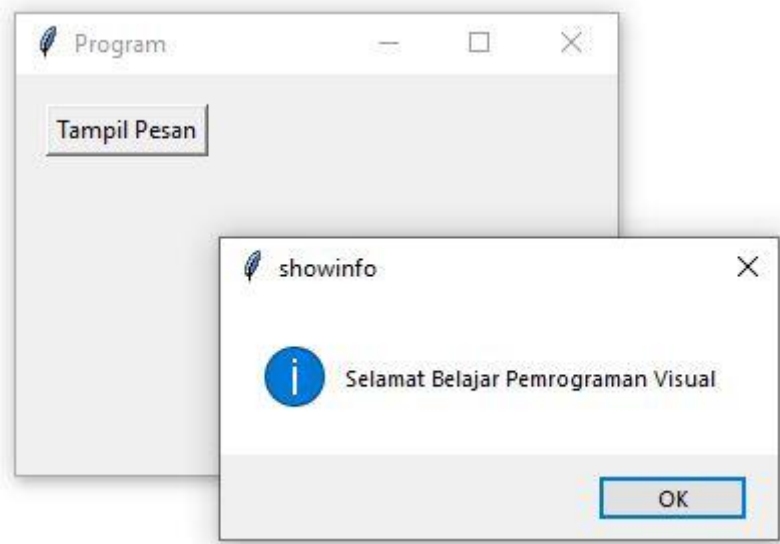 Program
Tampil Pesan
showinfo
Selamat Belajar Pemrograman Visual
OK